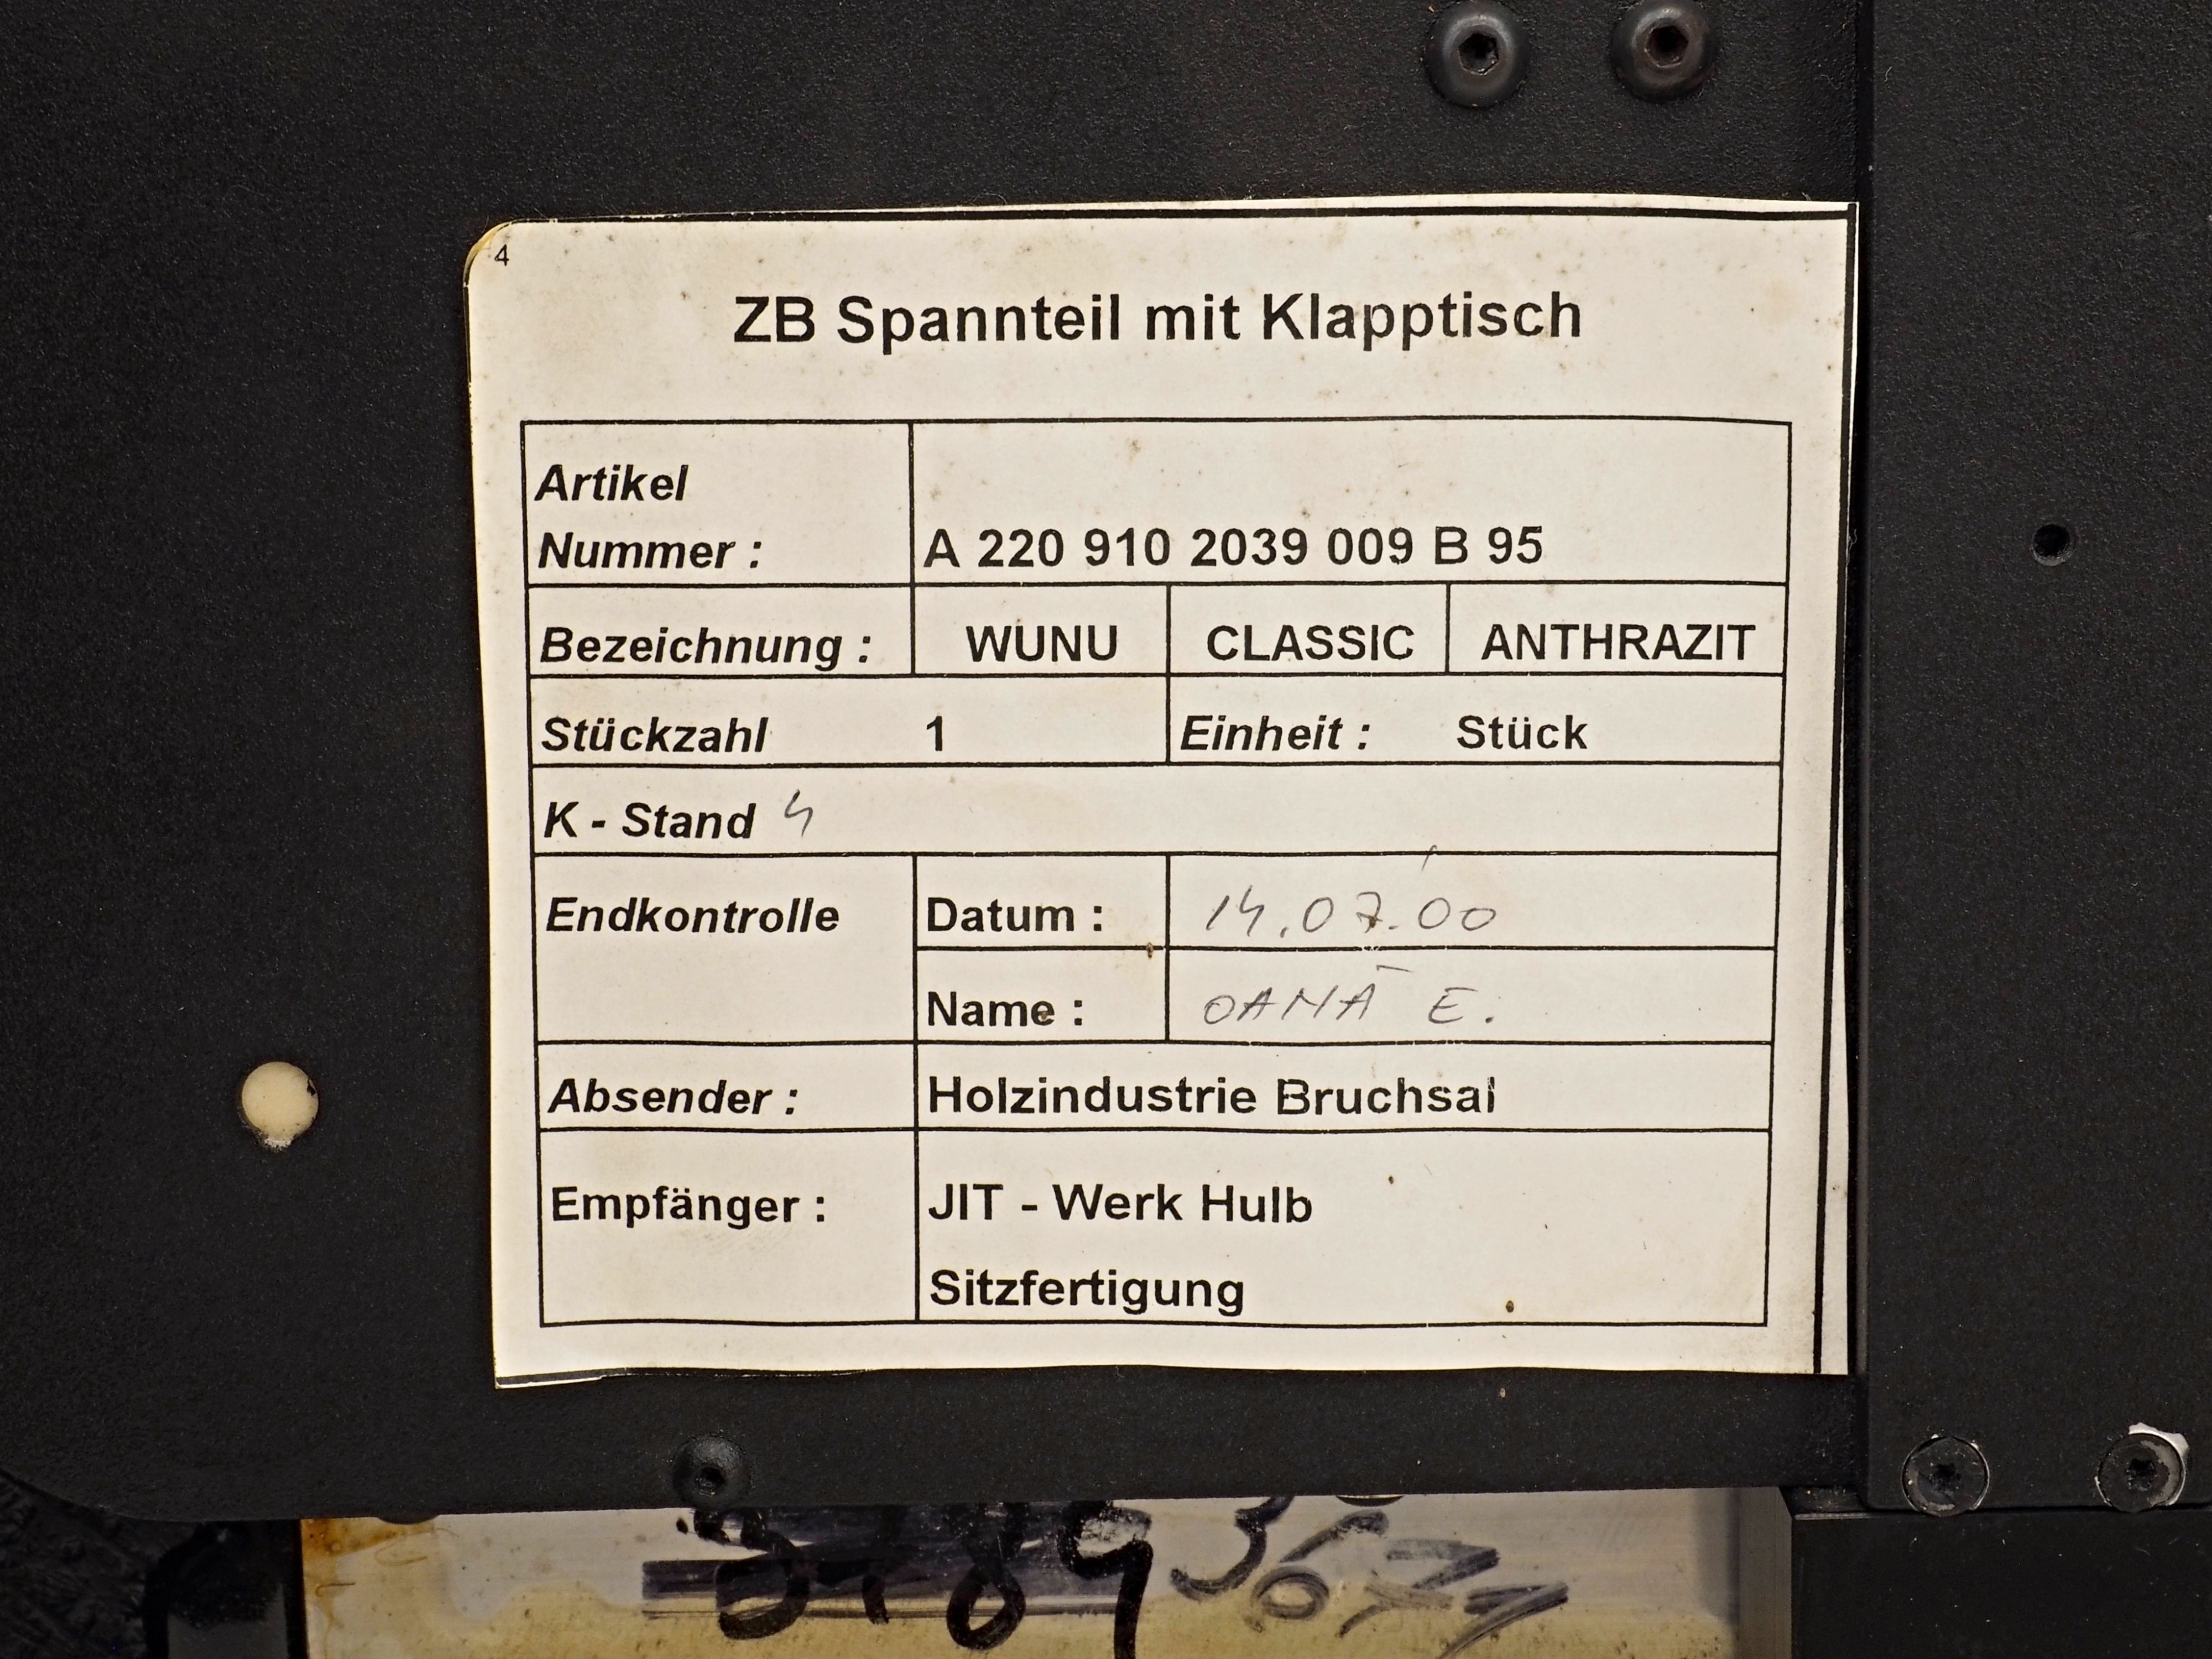 4
ZB Spannteil mit Klapptisch
Artikel
Nummer : A 220 910 2039 009 B 95
Bezeichnung : WUNU CLASSIC ANTHRAZIT
Stückzahl 1 Einheit : Stück
K - Stand 4
Endkontrolle Datum : 14.07.00
Name : OANA E.
Absender : Holzindustrie Bruchsal
Empfänger : JIT - Werk Hulb
Sitzfertigung